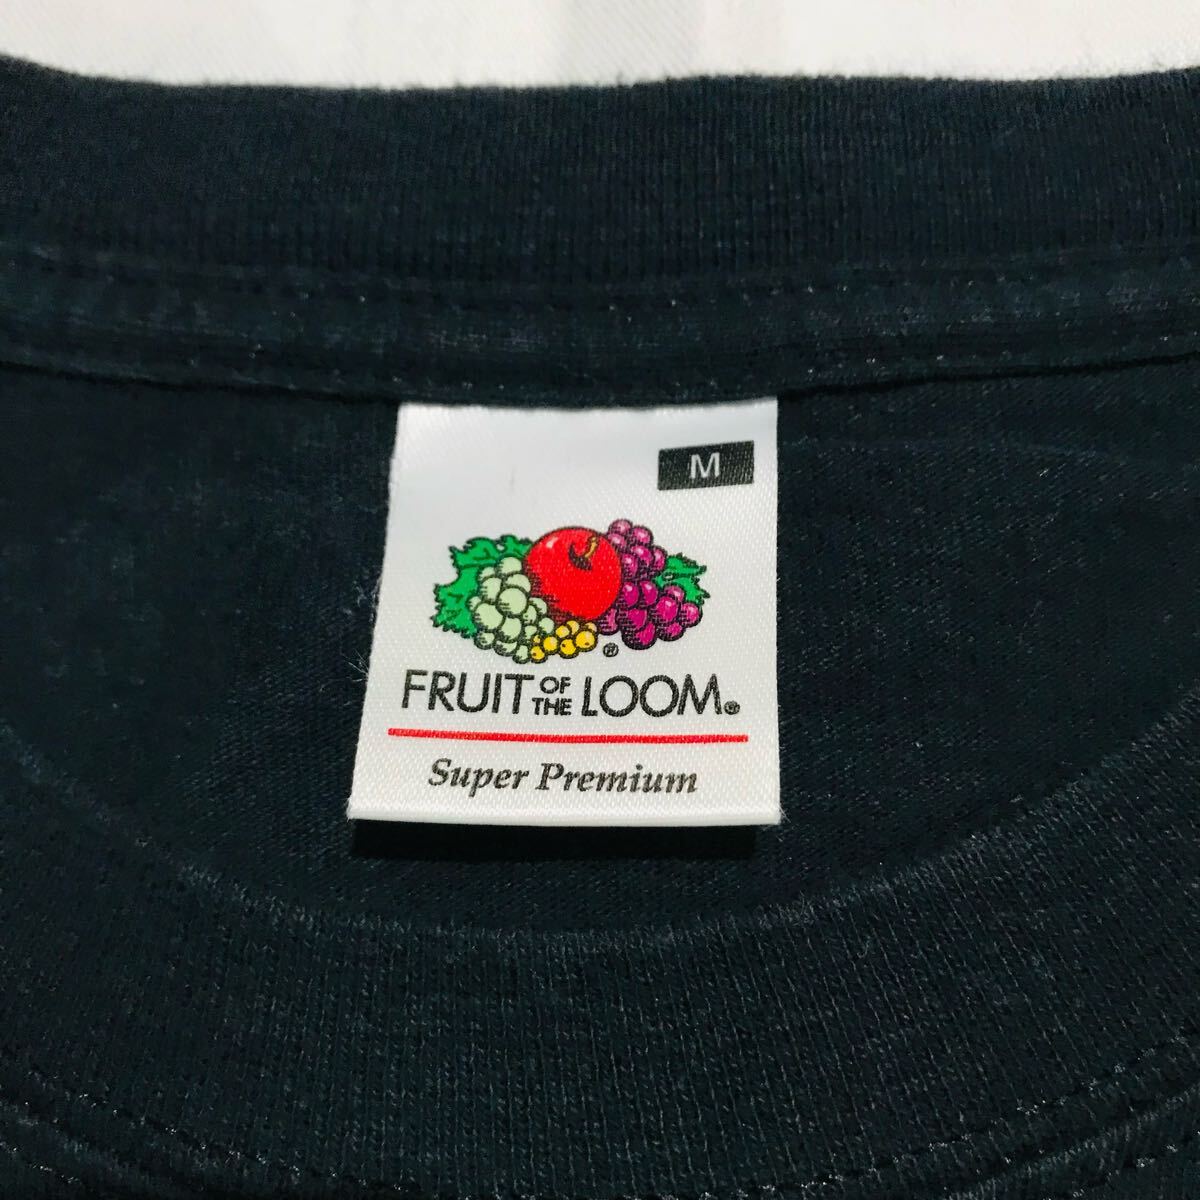 M
®
FRUIT OF THE LOOM®
Super Premium